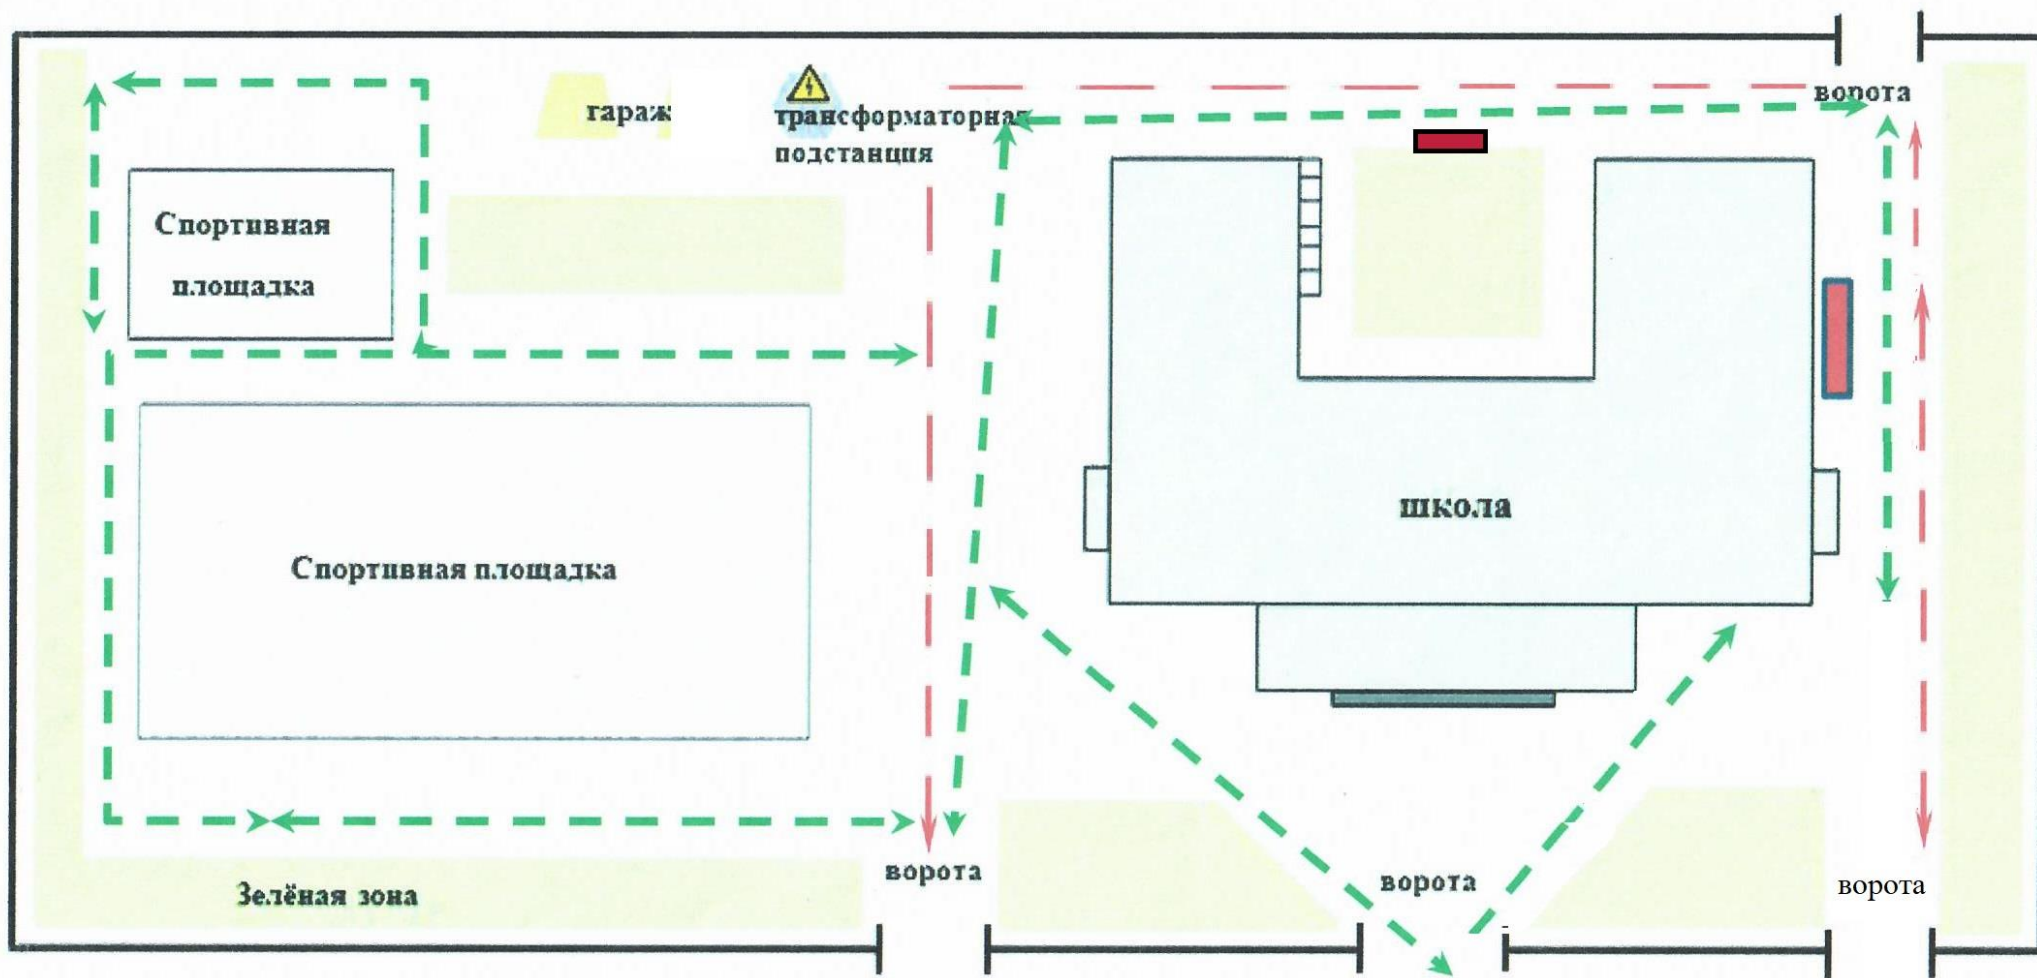 гараж
трансформаторная
подстанция
ворота
Спортивная
площадка
школа
Спортивная площадка
ворота
ворота
ворота
Зелёная зона